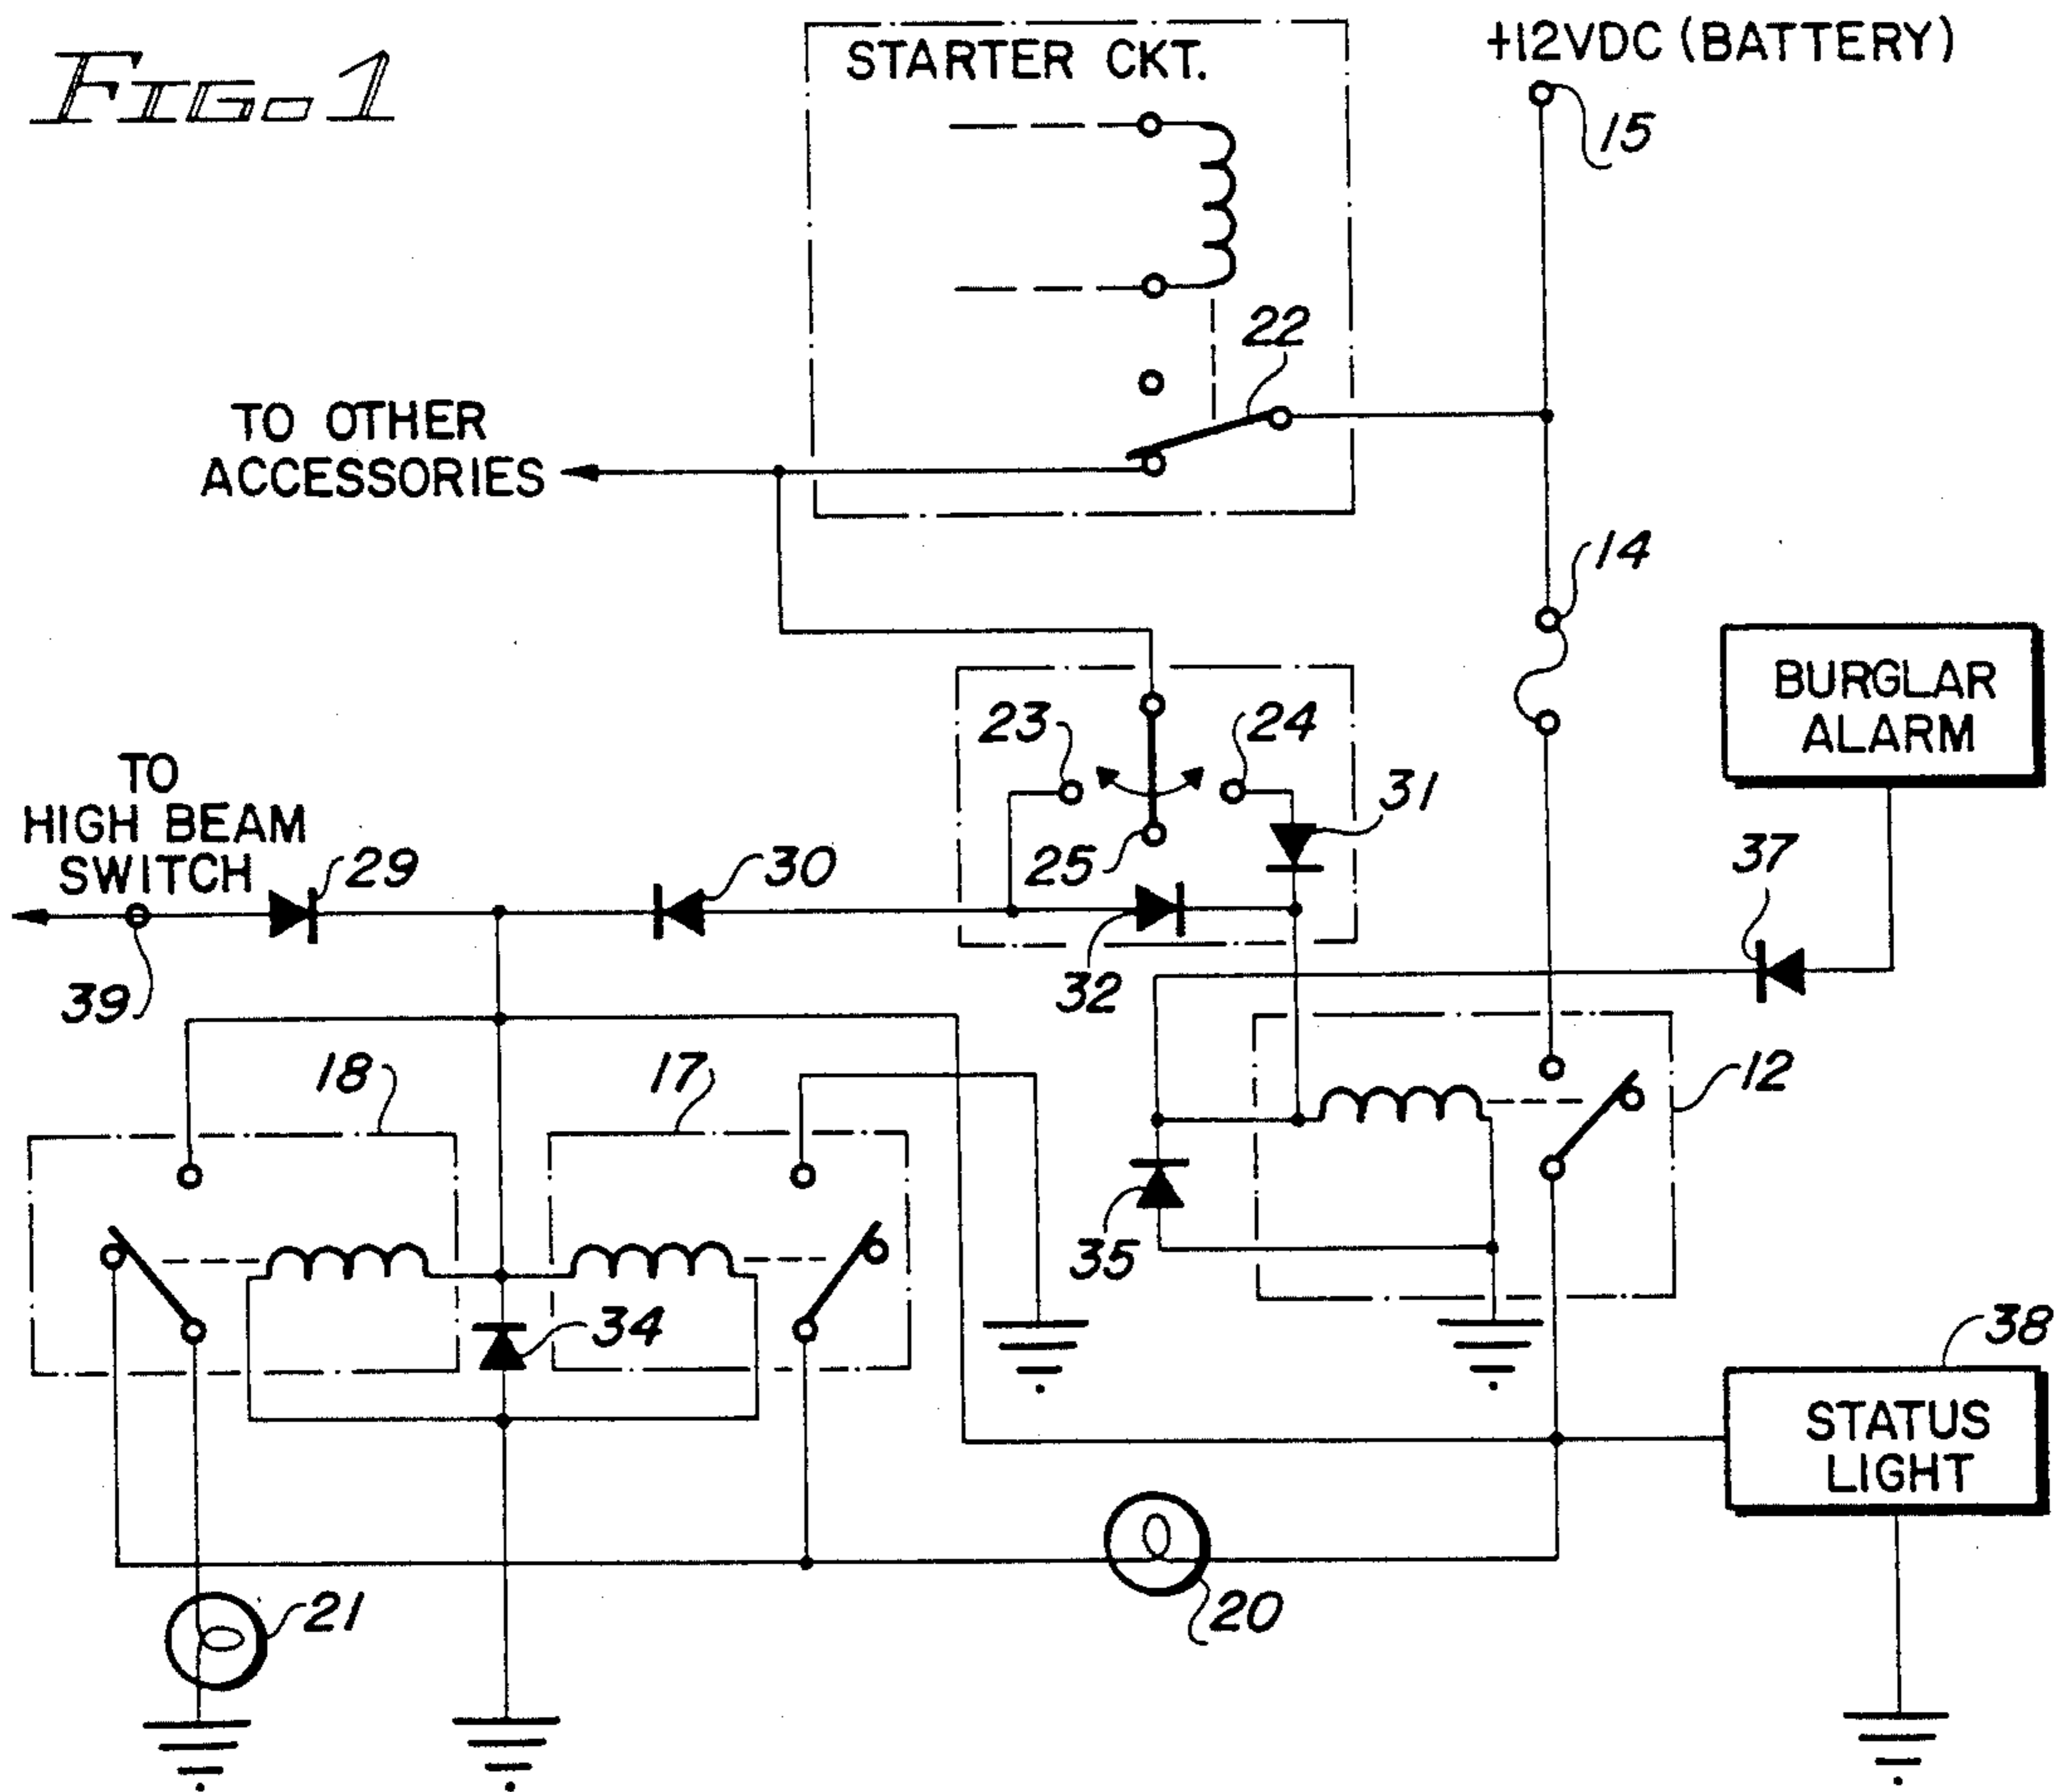 FIG. 1
STARTER CKT.
+12VDC (BATTERY)
15
22
TO OTHER
ACCESSORIES
14
BURGLAR
ALARM
23
24
31
25
TO
HIGH BEAM
SWITCH
29
30
37
32
39
18
17
12
35
34
38
STATUS
LIGHT
20
21